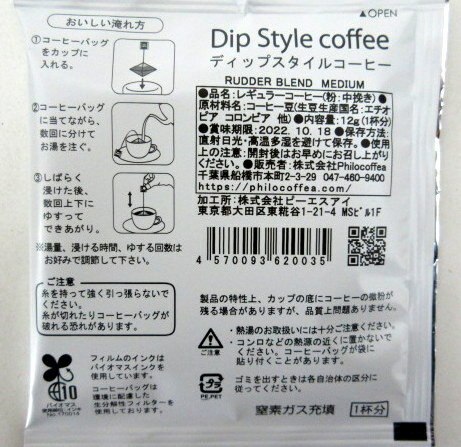 ▲OPEN
おいしい淹れ方
①コーヒーバッグ
をカップに
入れる。
②コーヒーバッグ
に当てながら、
数回に分けて
お湯を注ぐ。
③しばらく
浸けた後、
数回上下に
ゆすって
できあがり。
※湯量、浸ける時間、ゆする回数は
お好みで調節して下さい。
ご注意
糸を持って強く引っ張らないで
ください。
糸が切れたりコーヒーバッグが
破れる恐れがあります。
フィルムのインクは
バイオマスインクを
使用しています。
コーヒーバッグは
環境に配慮した
生分解性フィルターを
使用しております。
10
バイオマス
No.170014
Dip Style coffee
ディップスタイルコーヒー
RUDDER BLEND MEDIUM
●品名:レギュラーコーヒー(粉:中挽き)●
原材料名:コーヒー豆(生豆生産国名:エチオ
ピア コロンビア 他)●内容量:12g(1杯分)
●賞味期限:2022.10.18●保存方法:
直射日光・高温多湿を避けて保存。●使用
上の注意:開封後はお早めにお召し上がり
ください。●販売者:株式会社Philocoffea
千葉県船橋市本町2-3-29 047-460-9400
https://philocoffea.com/
加工所:株式会社ピーエスアイ
東京都大田区東糀谷1-21-4 MSビル1F
4 570093 620035
製品の特性上、カップの底にコーヒーの微粉が
残る場合がありますが、品質上問題ありません。
注意
・熱湯のお取扱いには十分ご注意ください。
・コンロなどの熱源の近くに置かないで
ください。コーヒーバッグが袋に
貼り付くことがあります。
プラ
PE,PET
ゴミを出すときは各自治体の区分に
従ってください。
窒素ガス充填
1杯分